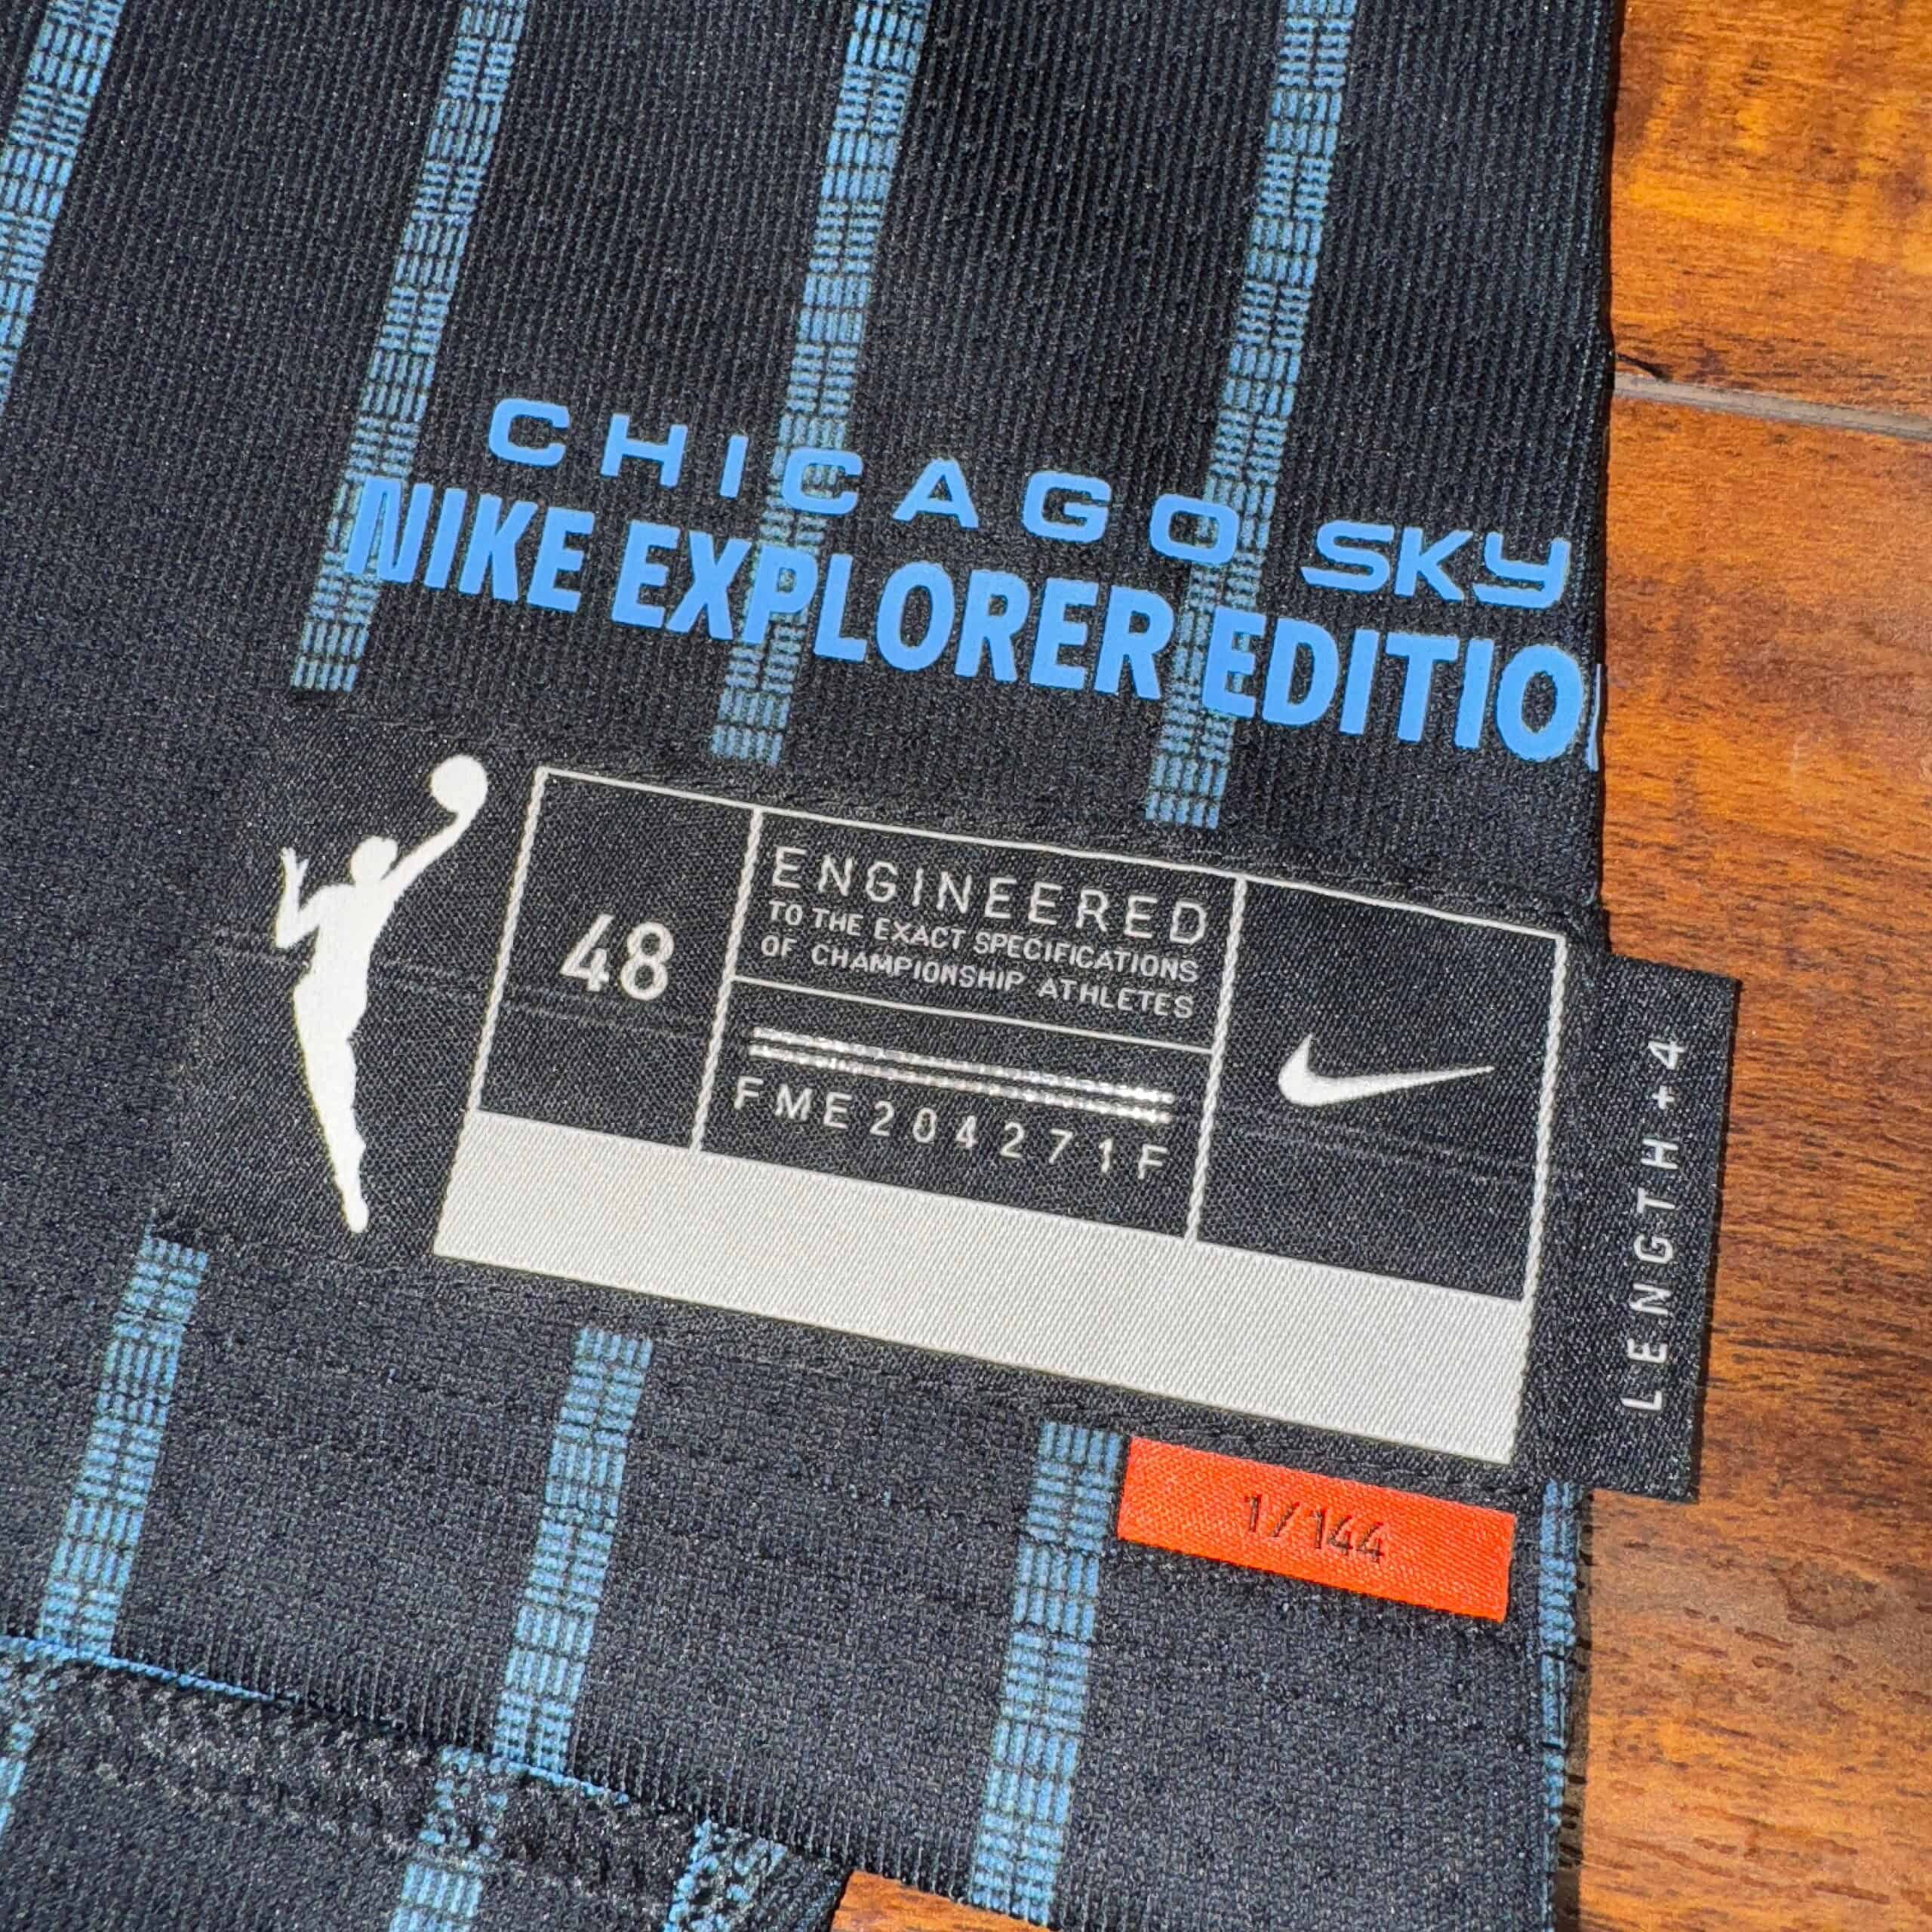 CHICAGO SKY
NIKE EXPLORER EDITIO
48
ENGINEERED
TO THE EXACT SPECIFICATIONS
OF CHAMPIONSHIP ATHLETES
FME204271F
LENGTH+4
1/144